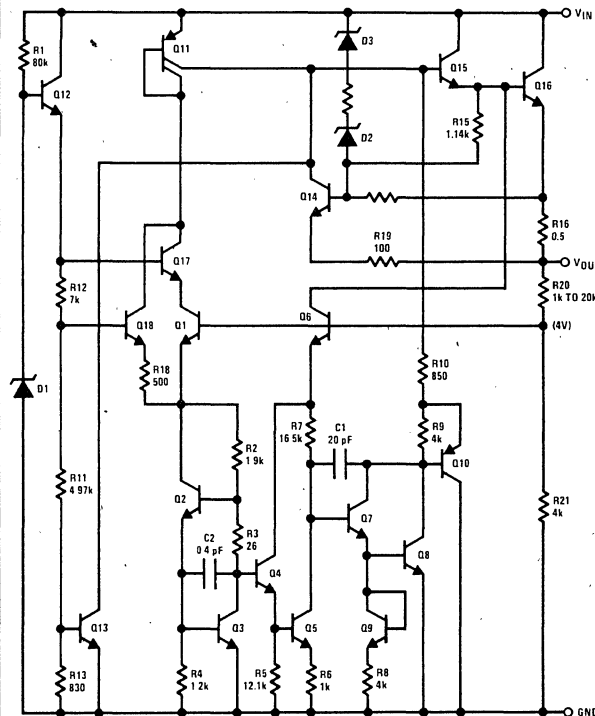 R1
80k
Q12
Q11
D3
Q15
Q16
VIN
D2
R15
1.14k
Q14
R16
0.5
R19
100
VOU
Q17
R12
7k
R20
1k TO 20k
Q18
Q1
Q6
(4V)
R18
500
R10
850
D1
R2
1 9k
R7
16 5k
C1
20 pF
R9
4k
Q10
R11
4 97k
Q2
R21
4k
R3
26
C2
0 4 pF
Q4
Q7
Q8
Q13
Q3
Q5
Q9
R13
830
R4
1 2k
R5
12.1k
R6
1k
R8
4k
GND